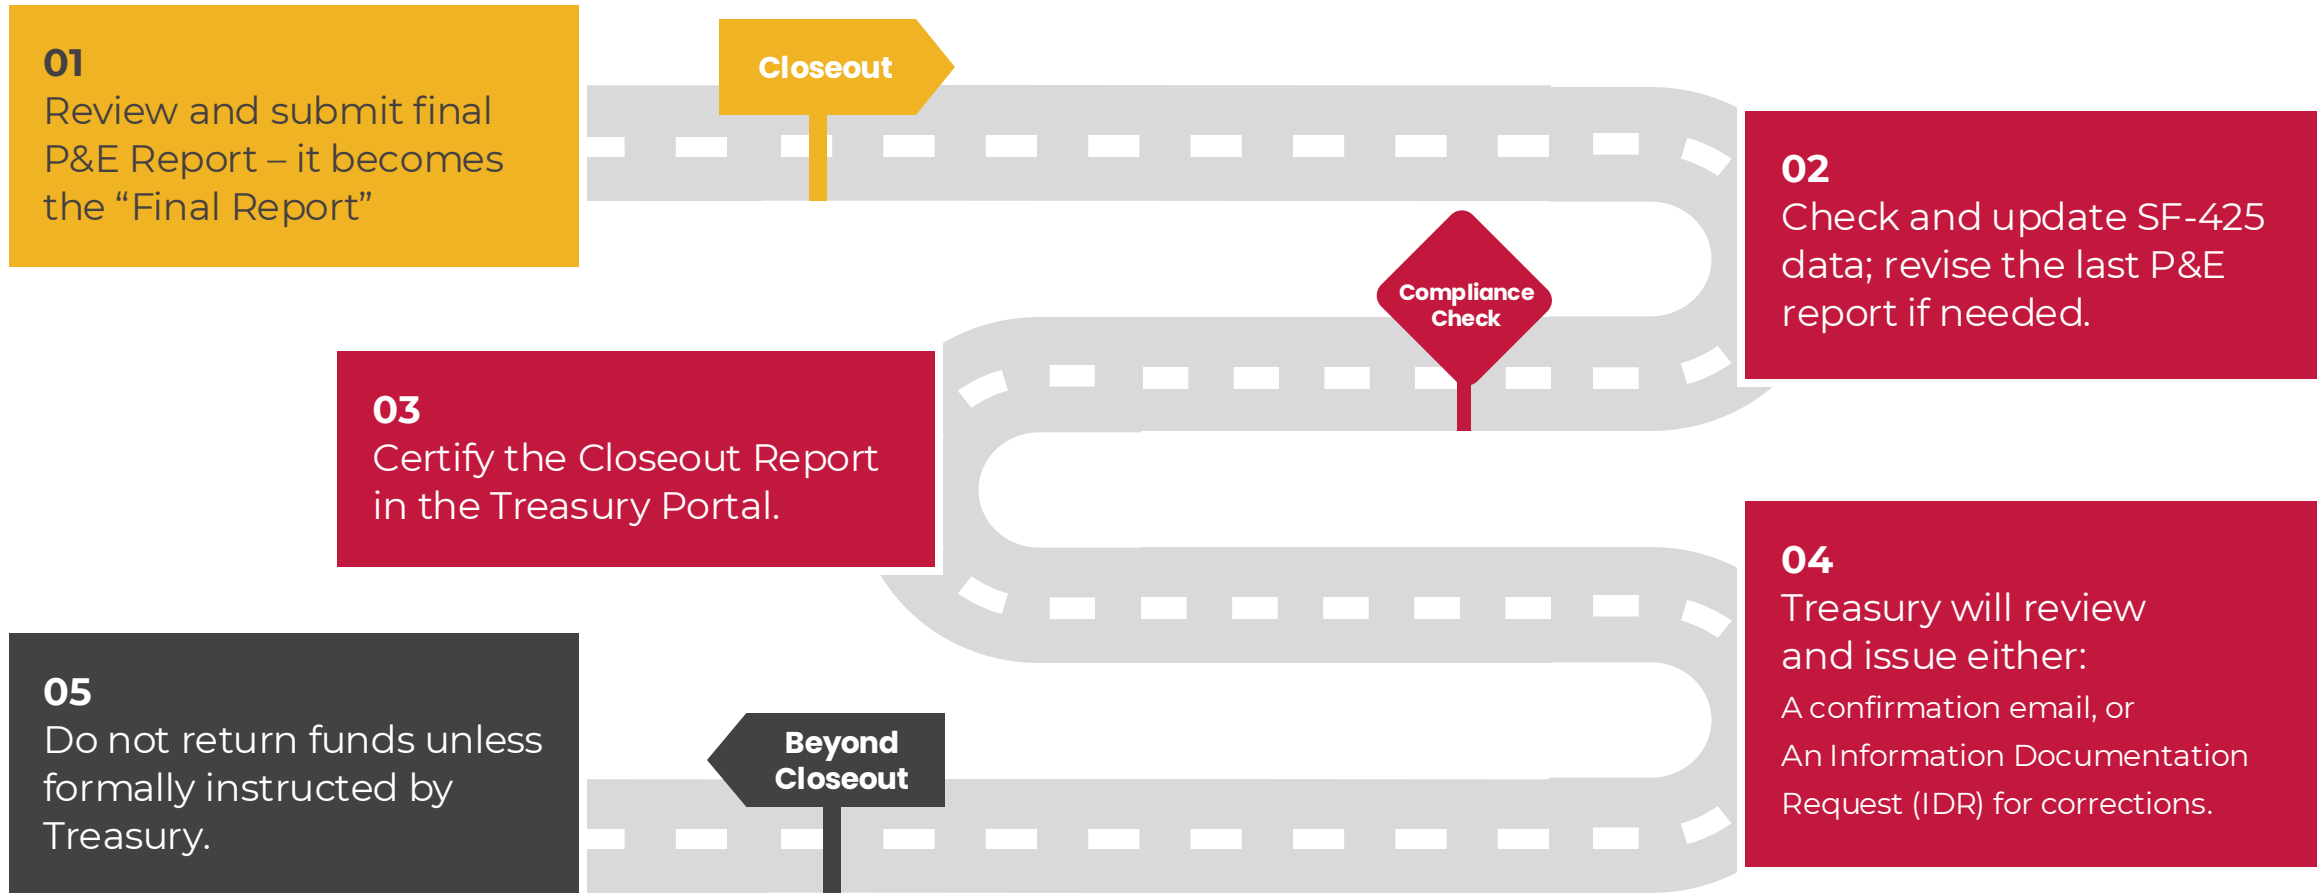 01
Review and submit final
P&E Report – it becomes
the “Final Report”
Closeout
02
Check and update SF-425
data; revise the last P&E
report if needed.
Compliance
Check
03
Certify the Closeout Report
in the Treasury Portal.
04
Treasury will review
and issue either:
A confirmation email, or
An Information Documentation
Request (IDR) for corrections.
05
Do not return funds unless
formally instructed by
Treasury.
Beyond
Closeout